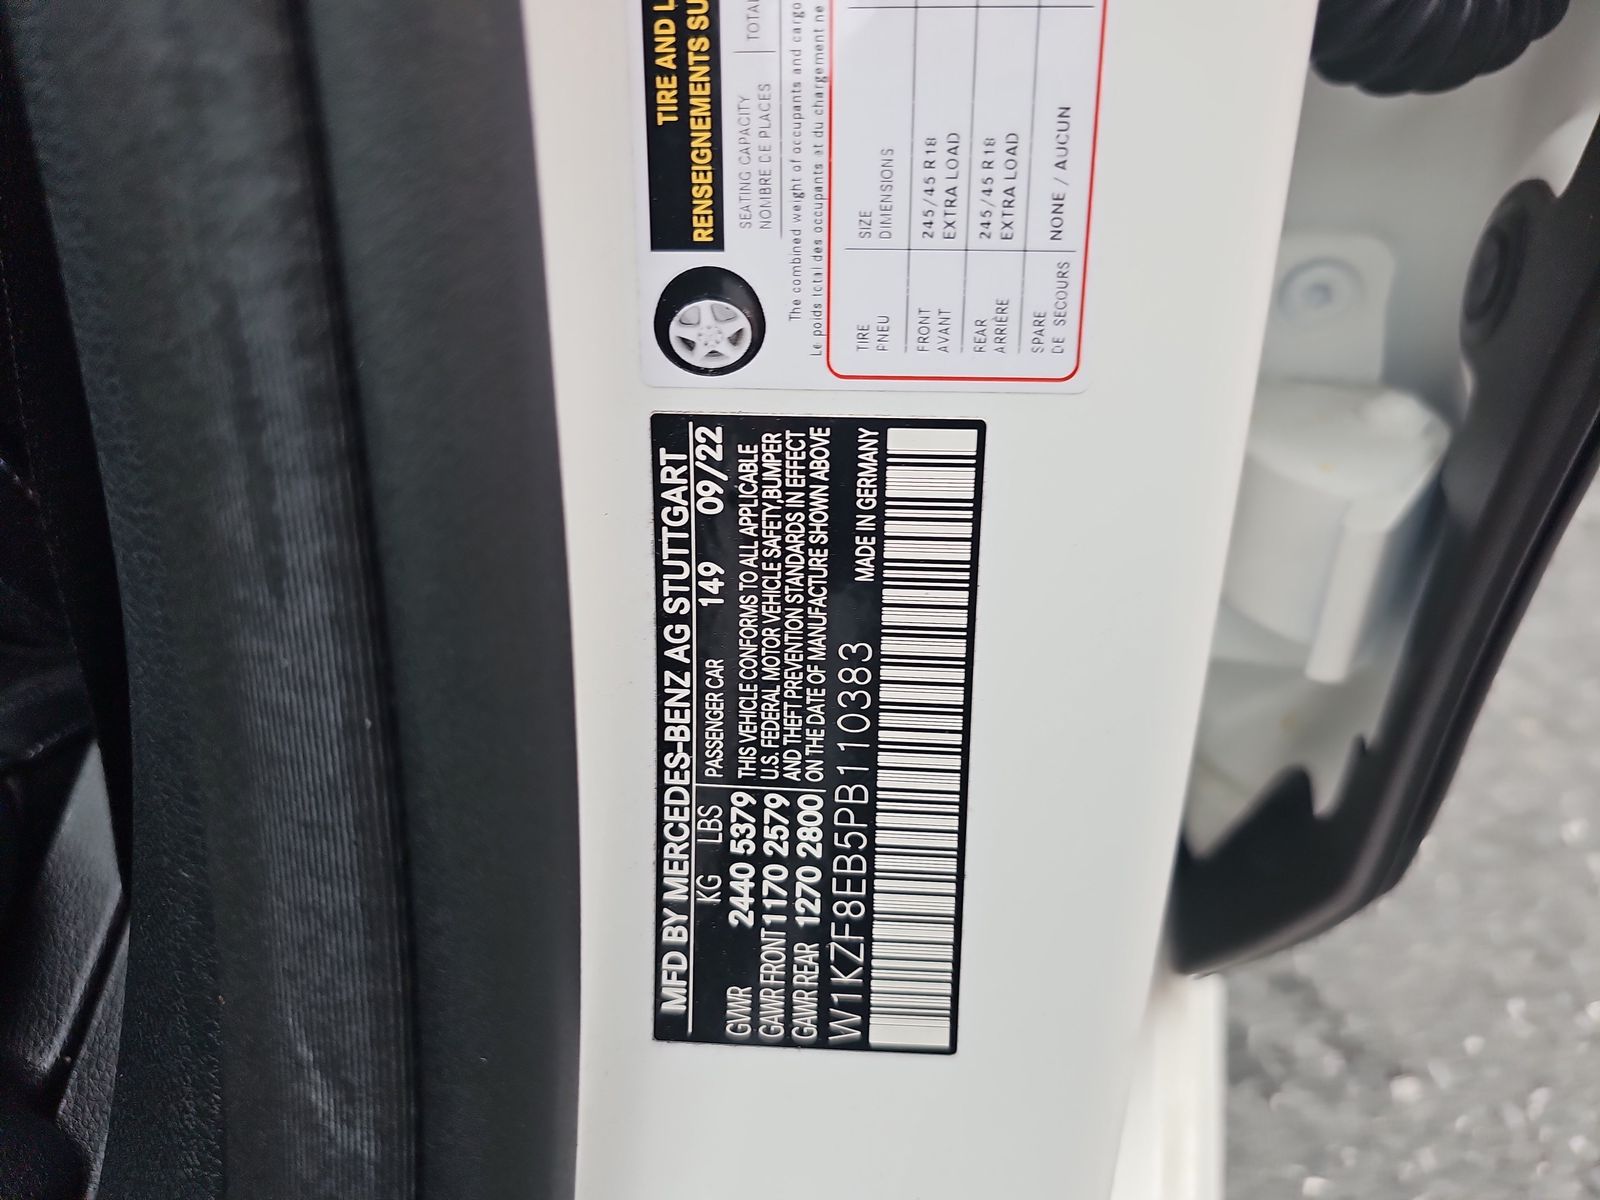 TIRE AND L
RENSEIGNEMENTS SU
SEATING CAPACITY
NOMBRE DE PLACES
TOTAL
The combined weight of occupants and cargo
Le poids total des occupants et du chargement ne
TIRE
PNEU
SIZE
DIMENSIONS
FRONT
AVANT
245/45 R18
EXTRA LOAD
REAR
ARRIÈRE
245/45 R18
EXTRA LOAD
SPARE
DE SECOURS
NONE / AUCUN
MFD BY MERCEDES-BENZ AG STUTTGART
KG LBS PASSENGER CAR 149 09/22
GVWR 2440 5379 THIS VEHICLE CONFORMS TO ALL APPLICABLE
GAWR FRONT 1170 2579 U.S. FEDERAL MOTOR VEHICLE SAFETY,BUMPER
GAWR REAR 1270 2800 AND THEFT PREVENTION STANDARDS IN EFFECT
ON THE DATE OF MANUFACTURE SHOWN ABOVE
W1KZF8EB5PB110383 MADE IN GERMANY